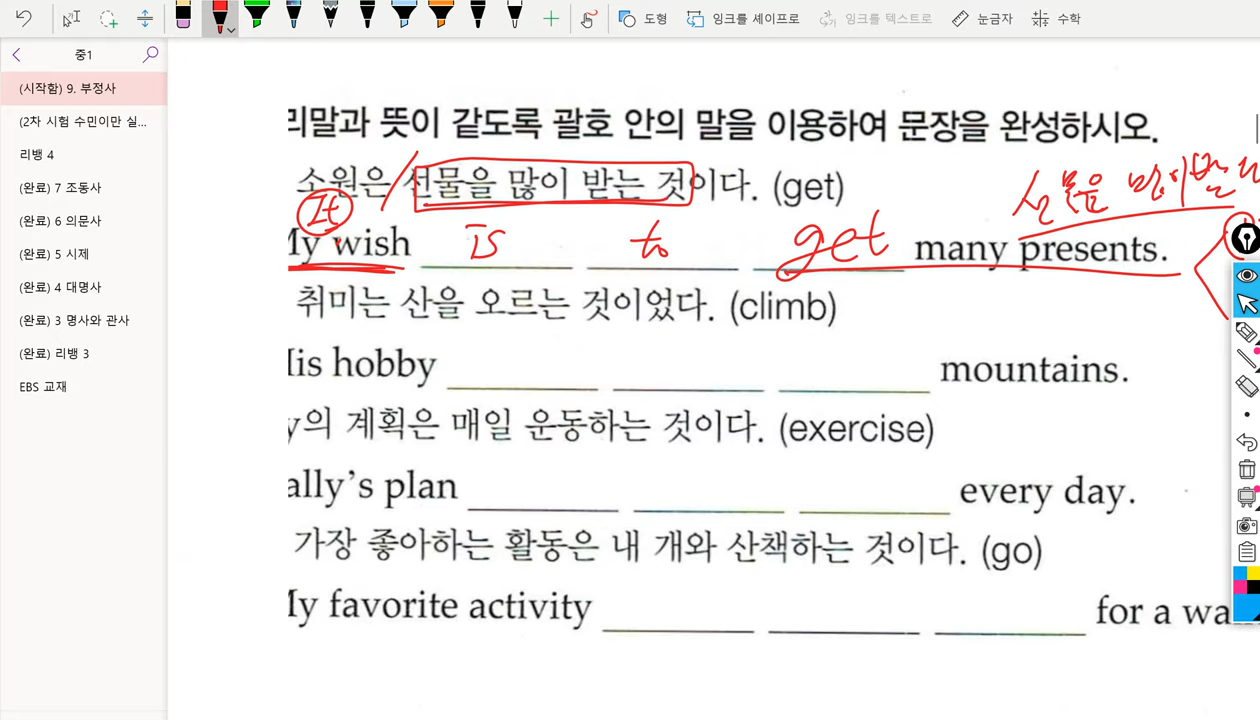 도형
잉크를 셰이프로
잉크를 텍스트로
눈금자
수학
중1
(시작함) 9. 부정사
(2차 시험 수민이만 실...
리뱅 4
(완료) 7 조동사
(완료) 6 의문사
(완료) 5 시제
(완료) 4 대명사
(완료) 3 명사와 관사
(완료) 리뱅 3
EBS 교재
리말과 뜻이 같도록 괄호 안의 말을 이용하여 문장을 완성하시오.
소원은 선물을 많이 받는 것이다. (get)
선물을 많이 받
It
My wish is to get many presents.
취미는 산을 오르는 것이었다. (climb)
His hobby mountains.
y의 계획은 매일 운동하는 것이다. (exercise)
ally's plan every day.
가장 좋아하는 활동은 내 개와 산책하는 것이다. (go)
My favorite activity for a wa